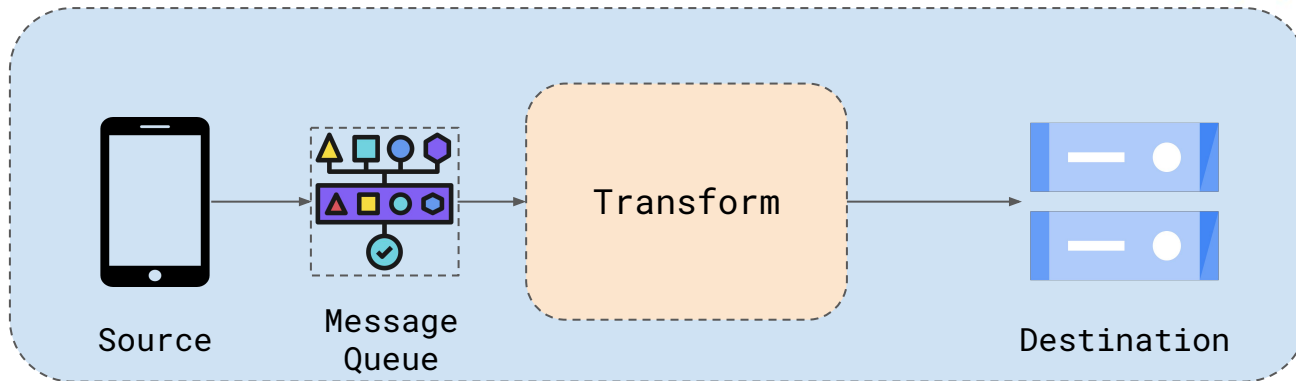 Transform
Source
Message
Queue
Destination